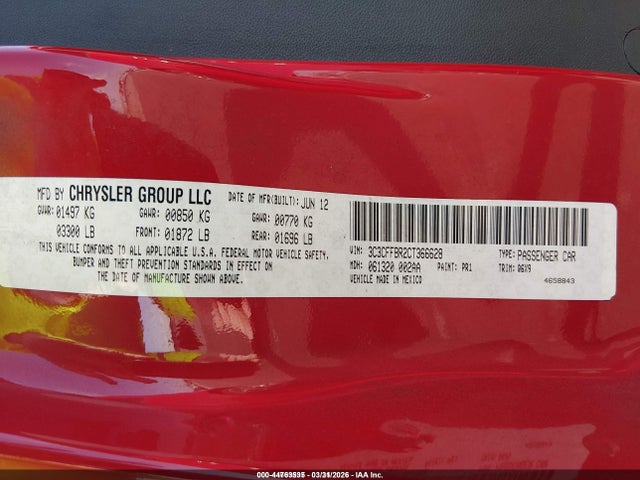 MFD BY CHRYSLER GROUP LLC DATE OF MFR(BUILT): JUN 12
GVWR: 01497 KG GAWR: 00850 KG GAWR: 00770 KG
03300 LB FRONT: 01872 LB REAR: 01696 LB
THIS VEHICLE CONFORMS TO ALL APPLICABLE U.S.A. FEDERAL MOTOR VEHICLE SAFETY,
BUMPER AND THEFT PREVENTION STANDARDS IN EFFECT ON
THE DATE OF MANUFACTURE SHOWN ABOVE.
VIN: 3C3CFFBR2CT366628 TYPE: PASSENGER CAR
MDH: 061320 002AA PAINT: PR1 TRIM: 06X9
VEHICLE MADE IN MEXICO 4658843
03/31/2026 - IAA Inc.